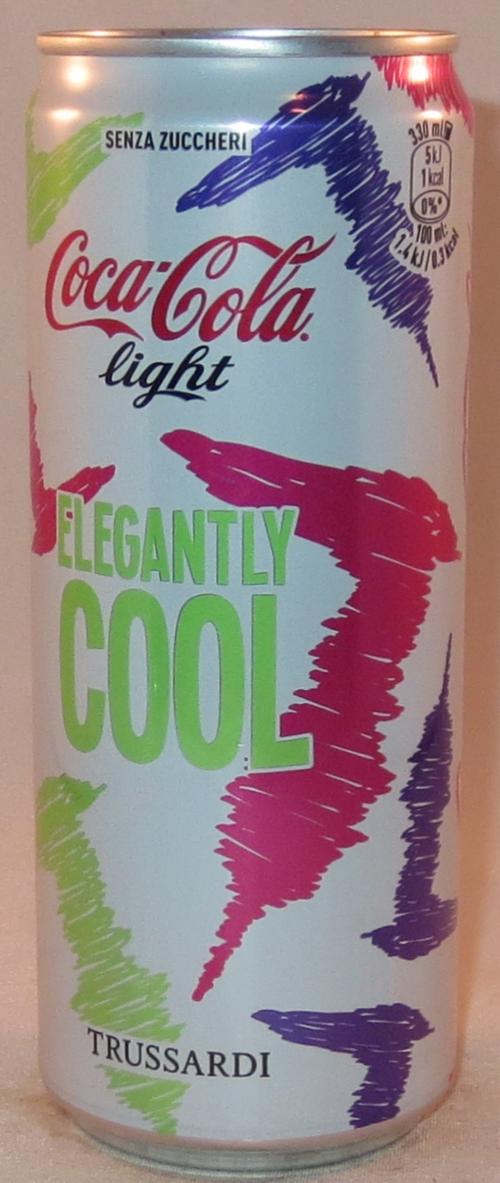 SENZA ZUCCHERI
330 ml
5 kJ
1 kcal
0%*
100 ml:
1.4 kJ / 0.3 kcal
Coca-Cola
light
ELEGANTLY
COOL
TRUSSARDI